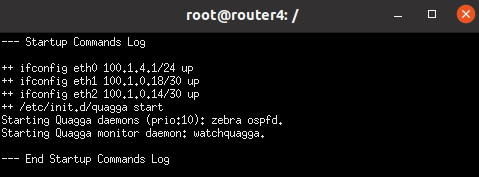 root@router4: /
--- Startup Commands Log
++ ifconfig eth0 100.1.4.1/24 up
++ ifconfig eth1 100.1.0.18/30 up
++ ifconfig eth2 100.1.0.14/30 up
++ /etc/init.d/quagga start
Starting Quagga daemons (prio:10): zebra ospfd.
Starting Quagga monitor daemon: watchquagga.
--- End Startup Commands Log